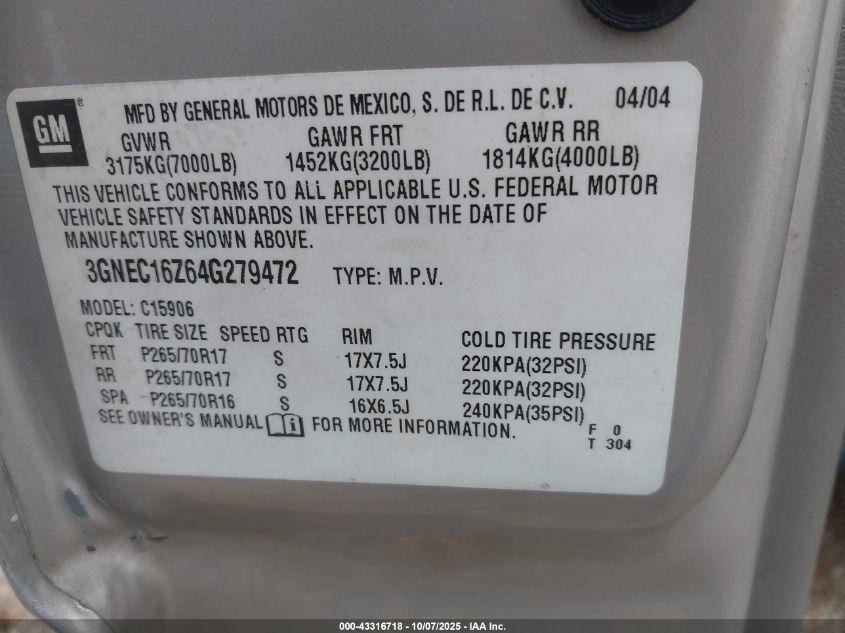 GM®
MFD BY GENERAL MOTORS DE MEXICO, S. DE R.L. DE C.V. 04/04
GVWR GAWR FRT GAWR RR
3175KG(7000LB) 1452KG(3200LB) 1814KG(4000LB)
THIS VEHICLE CONFORMS TO ALL APPLICABLE U.S. FEDERAL MOTOR
VEHICLE SAFETY STANDARDS IN EFFECT ON THE DATE OF
MANUFACTURE SHOWN ABOVE.
3GNEC16Z64G279472 TYPE: M.P.V.
MODEL: C15906
CPQK TIRE SIZE SPEED RTG RIM COLD TIRE PRESSURE
FRT P265/70R17 S 17X7.5J 220KPA(32PSI)
RR P265/70R17 S 17X7.5J 220KPA(32PSI)
SPA P265/70R16 S 16X6.5J 240KPA(35PSI)
SEE OWNER'S MANUAL i FOR MORE INFORMATION.
F 0
T 304
000-43316718 - 10/07/2025 - IAA Inc.